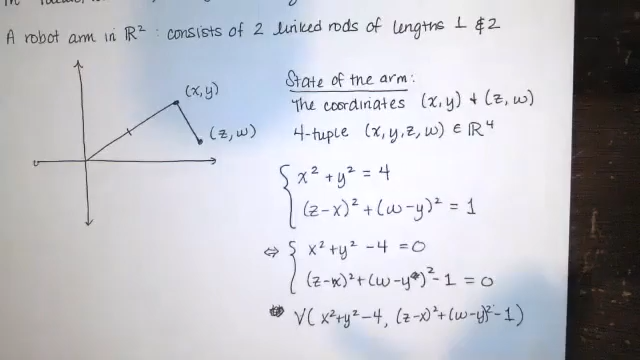 A robot arm in ℝ² : consists of 2 linked rods of lengths 1 & 2
(x,y)
(z,w)
State of the arm:
The coordiriates (x,y) & (z,w)
4-tuple (x,y,z,w) ∈ ℝ⁴
{ x² + y² = 4
(z-x)² + (w-y)² = 1
⇔ { x² + y² - 4 = 0
(z-x)² + (w-y)² - 1 = 0
V( x²+y²-4, (z-x)²+(w-y)²-1 )